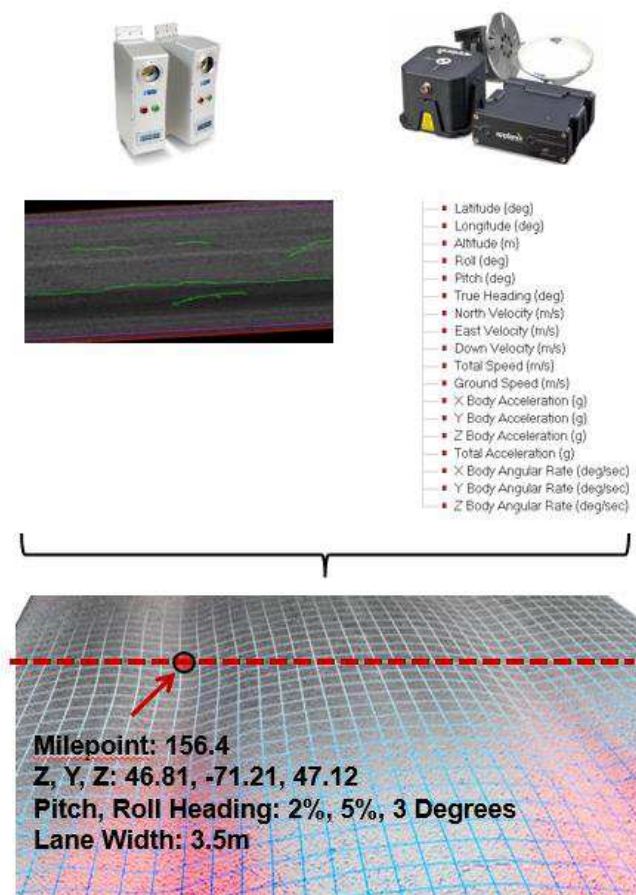 applanix
applanix
Latitude (deg)
Longitude (deg)
Altitude (m)
Roll (deg)
Pitch (deg)
True Heading (deg)
North Velocity (m/s)
East Velocity (m/s)
Down Velocity (m/s)
Total Speed (m/s)
Ground Speed (m/s)
X Body Acceleration (g)
Y Body Acceleration (g)
Z Body Acceleration (g)
Total Acceleration (g)
X Body Angular Rate (deg/sec)
Y Body Angular Rate (deg/sec)
Z Body Angular Rate (deg/sec)
Milepoint: 156.4
Z, Y, Z: 46.81, -71.21, 47.12
Pitch, Roll Heading: 2%, 5%, 3 Degrees
Lane Width: 3.5m